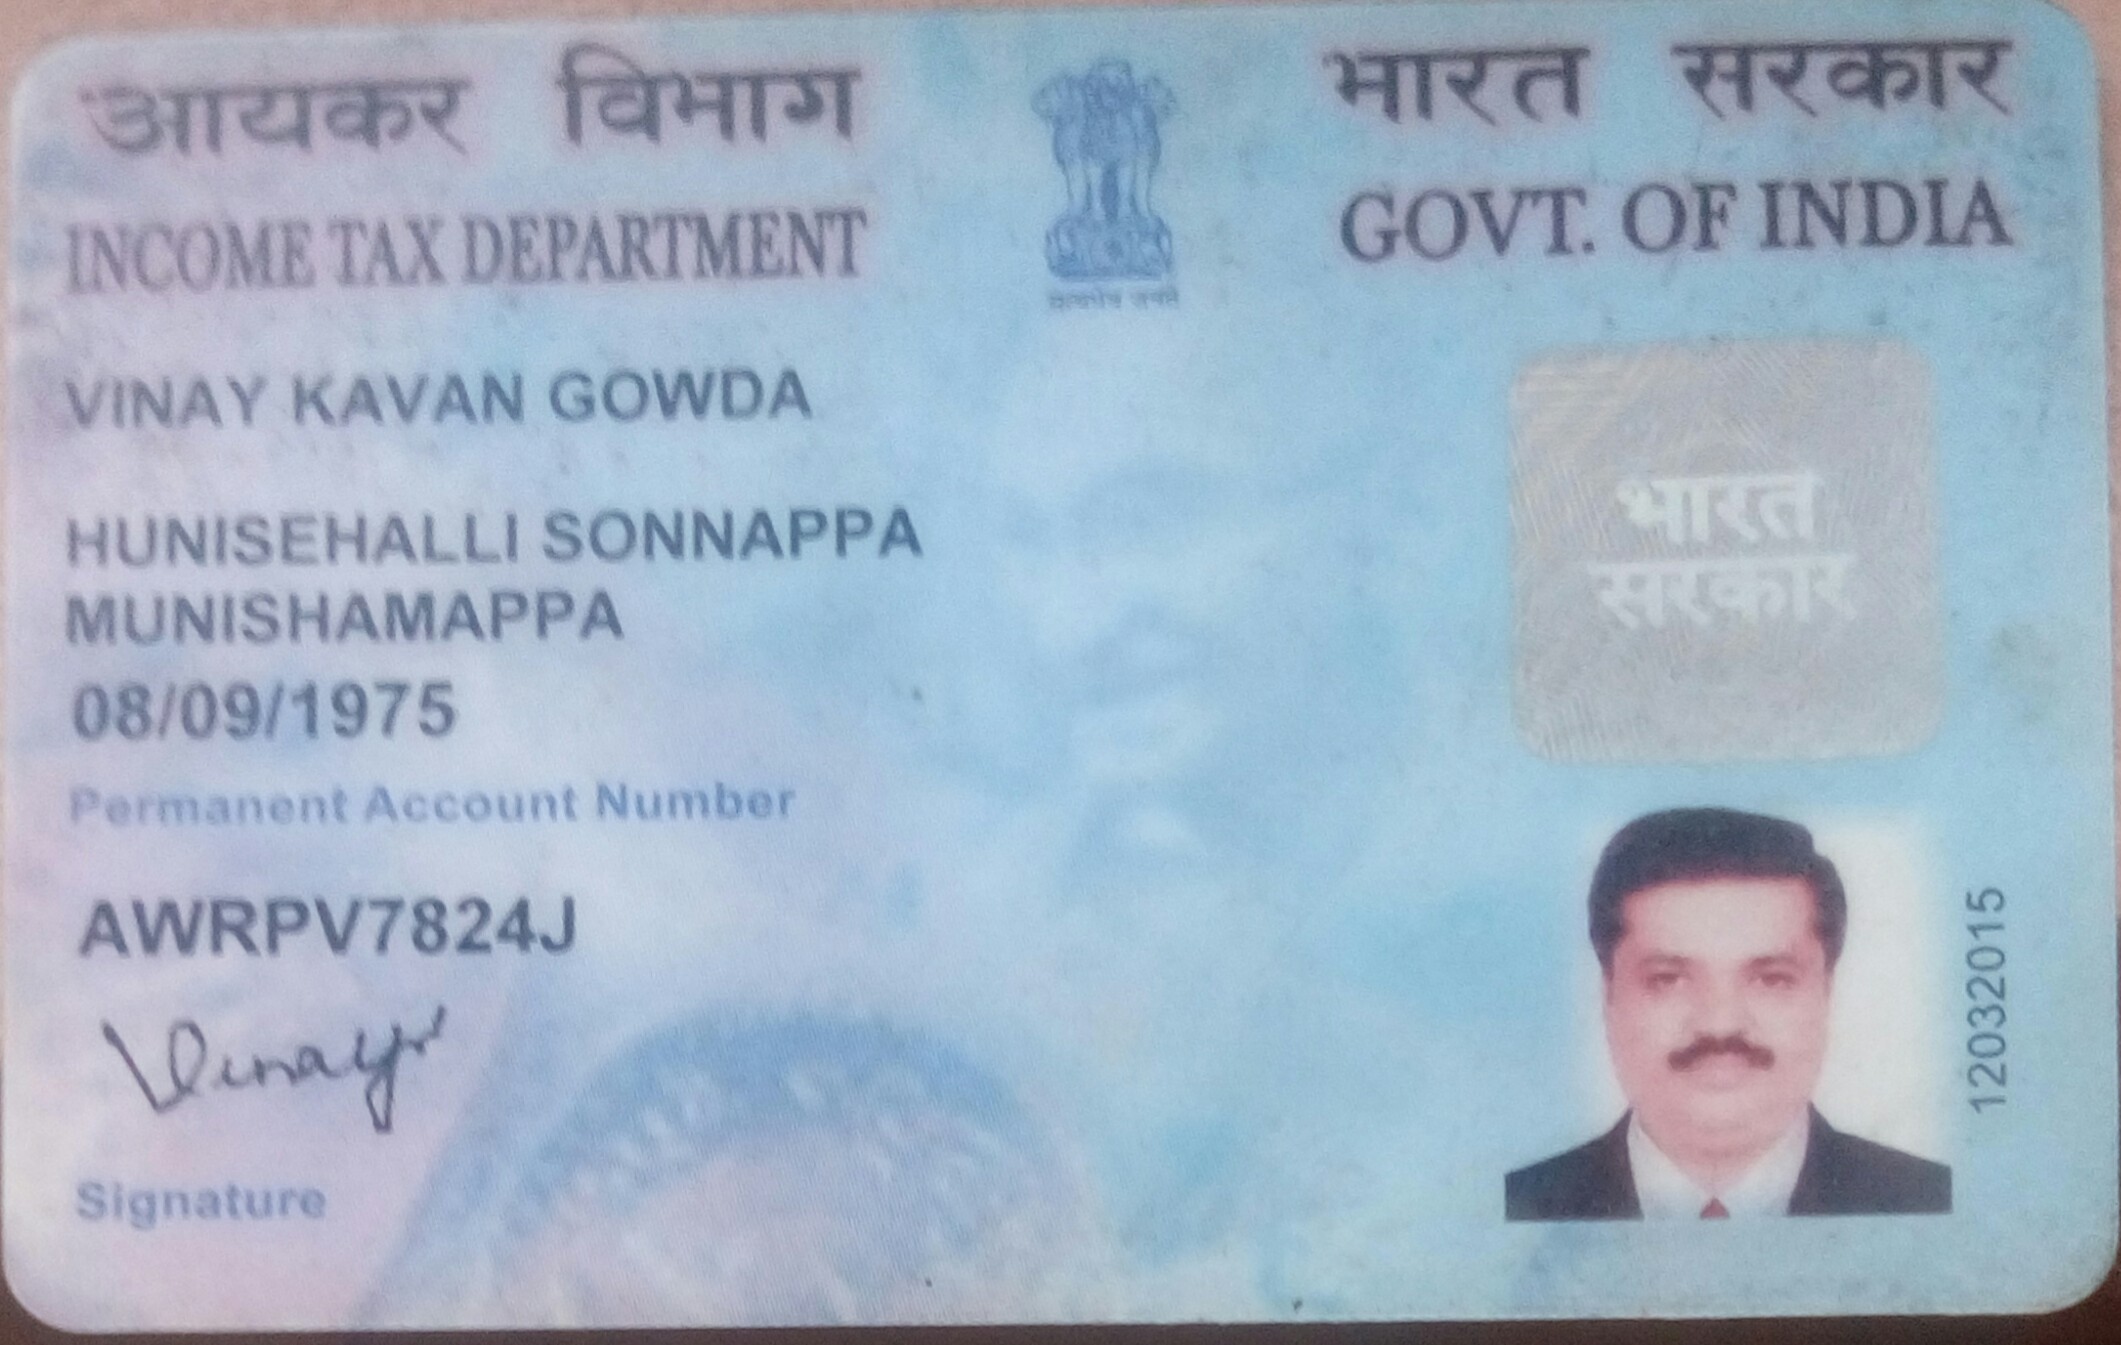 आयकर विभाग
INCOME TAX DEPARTMENT
भारत सरकार
GOVT. OF INDIA
सत्यमेव जयते
VINAY KAVAN GOWDA
HUNISEHALLI SONNAPPA
MUNISHAMAPPA
08/09/1975
Permanent Account Number
AWRPV7824J
Vinay
Signature
भारत
सरकार
12032015